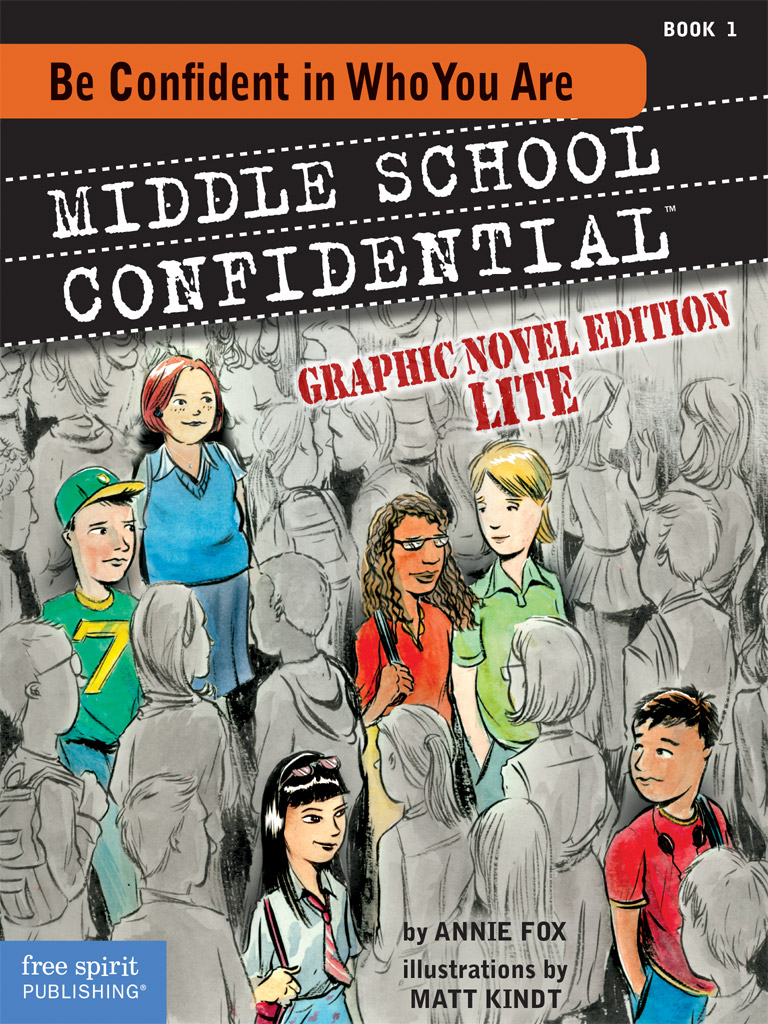 BOOK 1
Be Confident in Who You Are
MIDDLE SCHOOL
CONFIDENTIAL™
GRAPHIC NOVEL EDITION
LITE
7
by ANNIE FOX
illustrations by
MATT KINDT
free spirit
PUBLISHING®